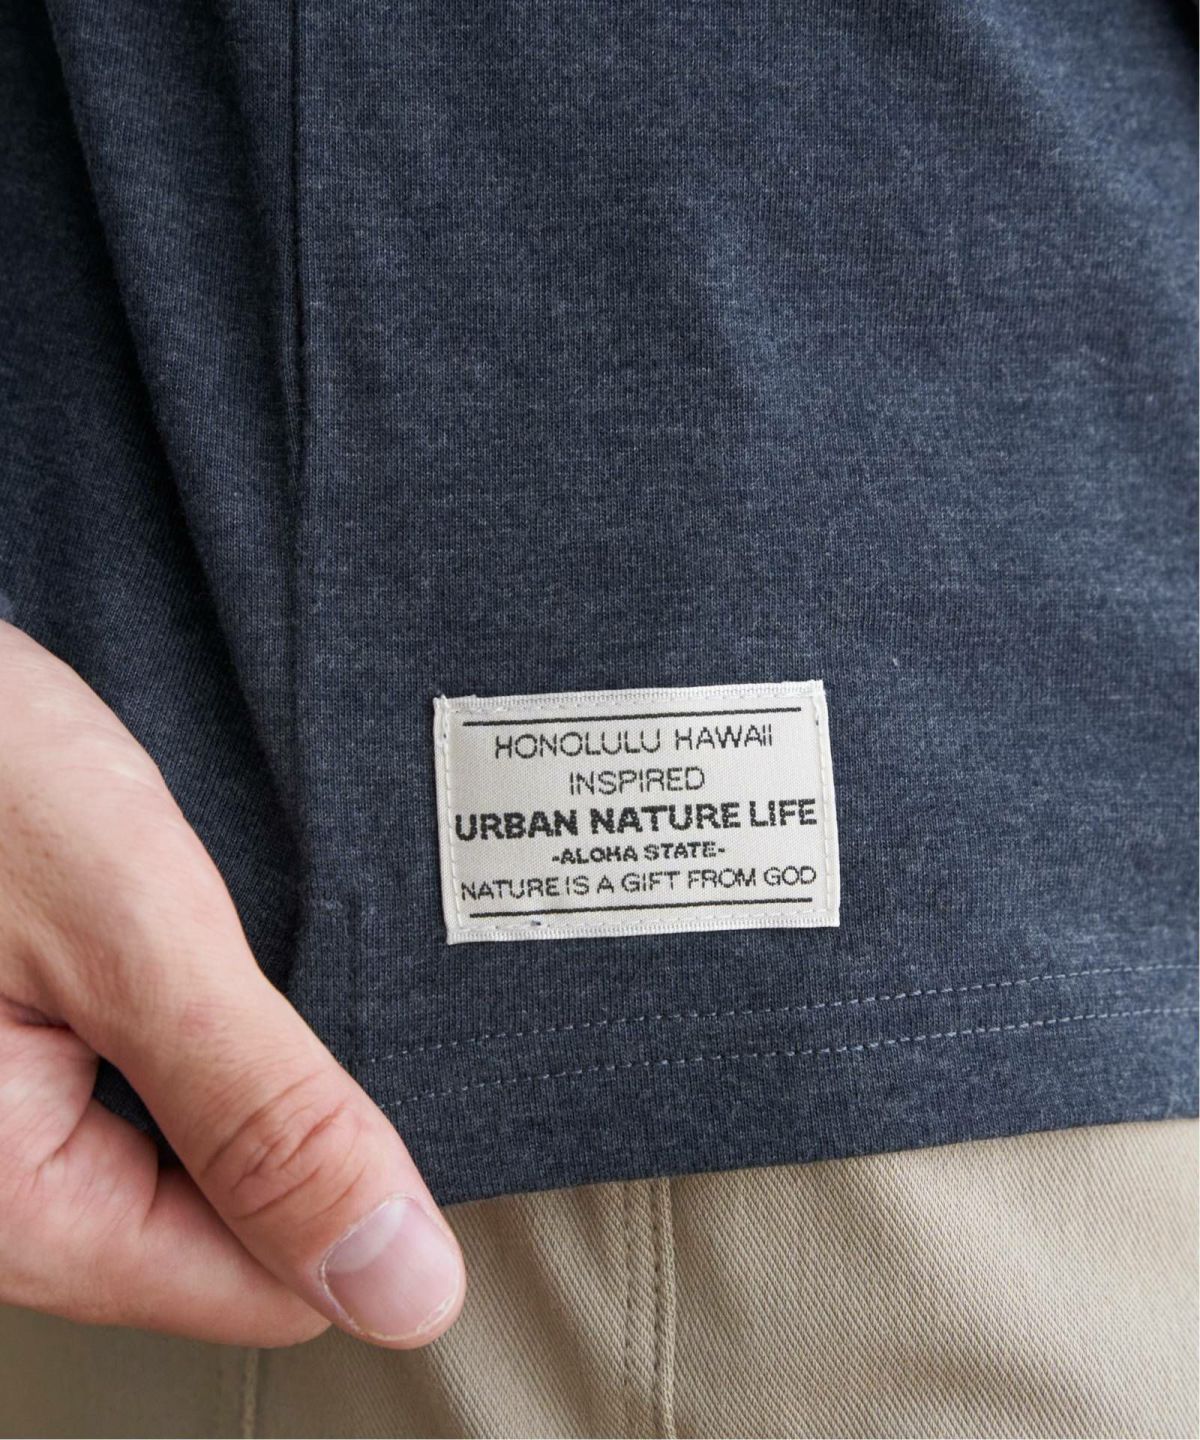 HONOLULU HAWAII
INSPIRED
URBAN NATURE LIFE
-ALOHA STATE-
NATURE IS A GIFT FROM GOD